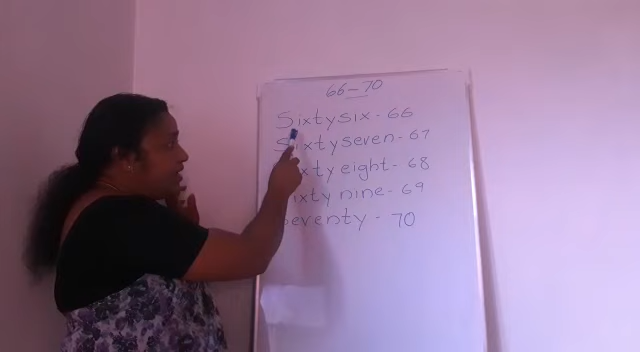 66-70
Sixtysix - 66
Sixtyseven - 67
Sixty eight - 68
Sixty nine - 69
Seventy - 70